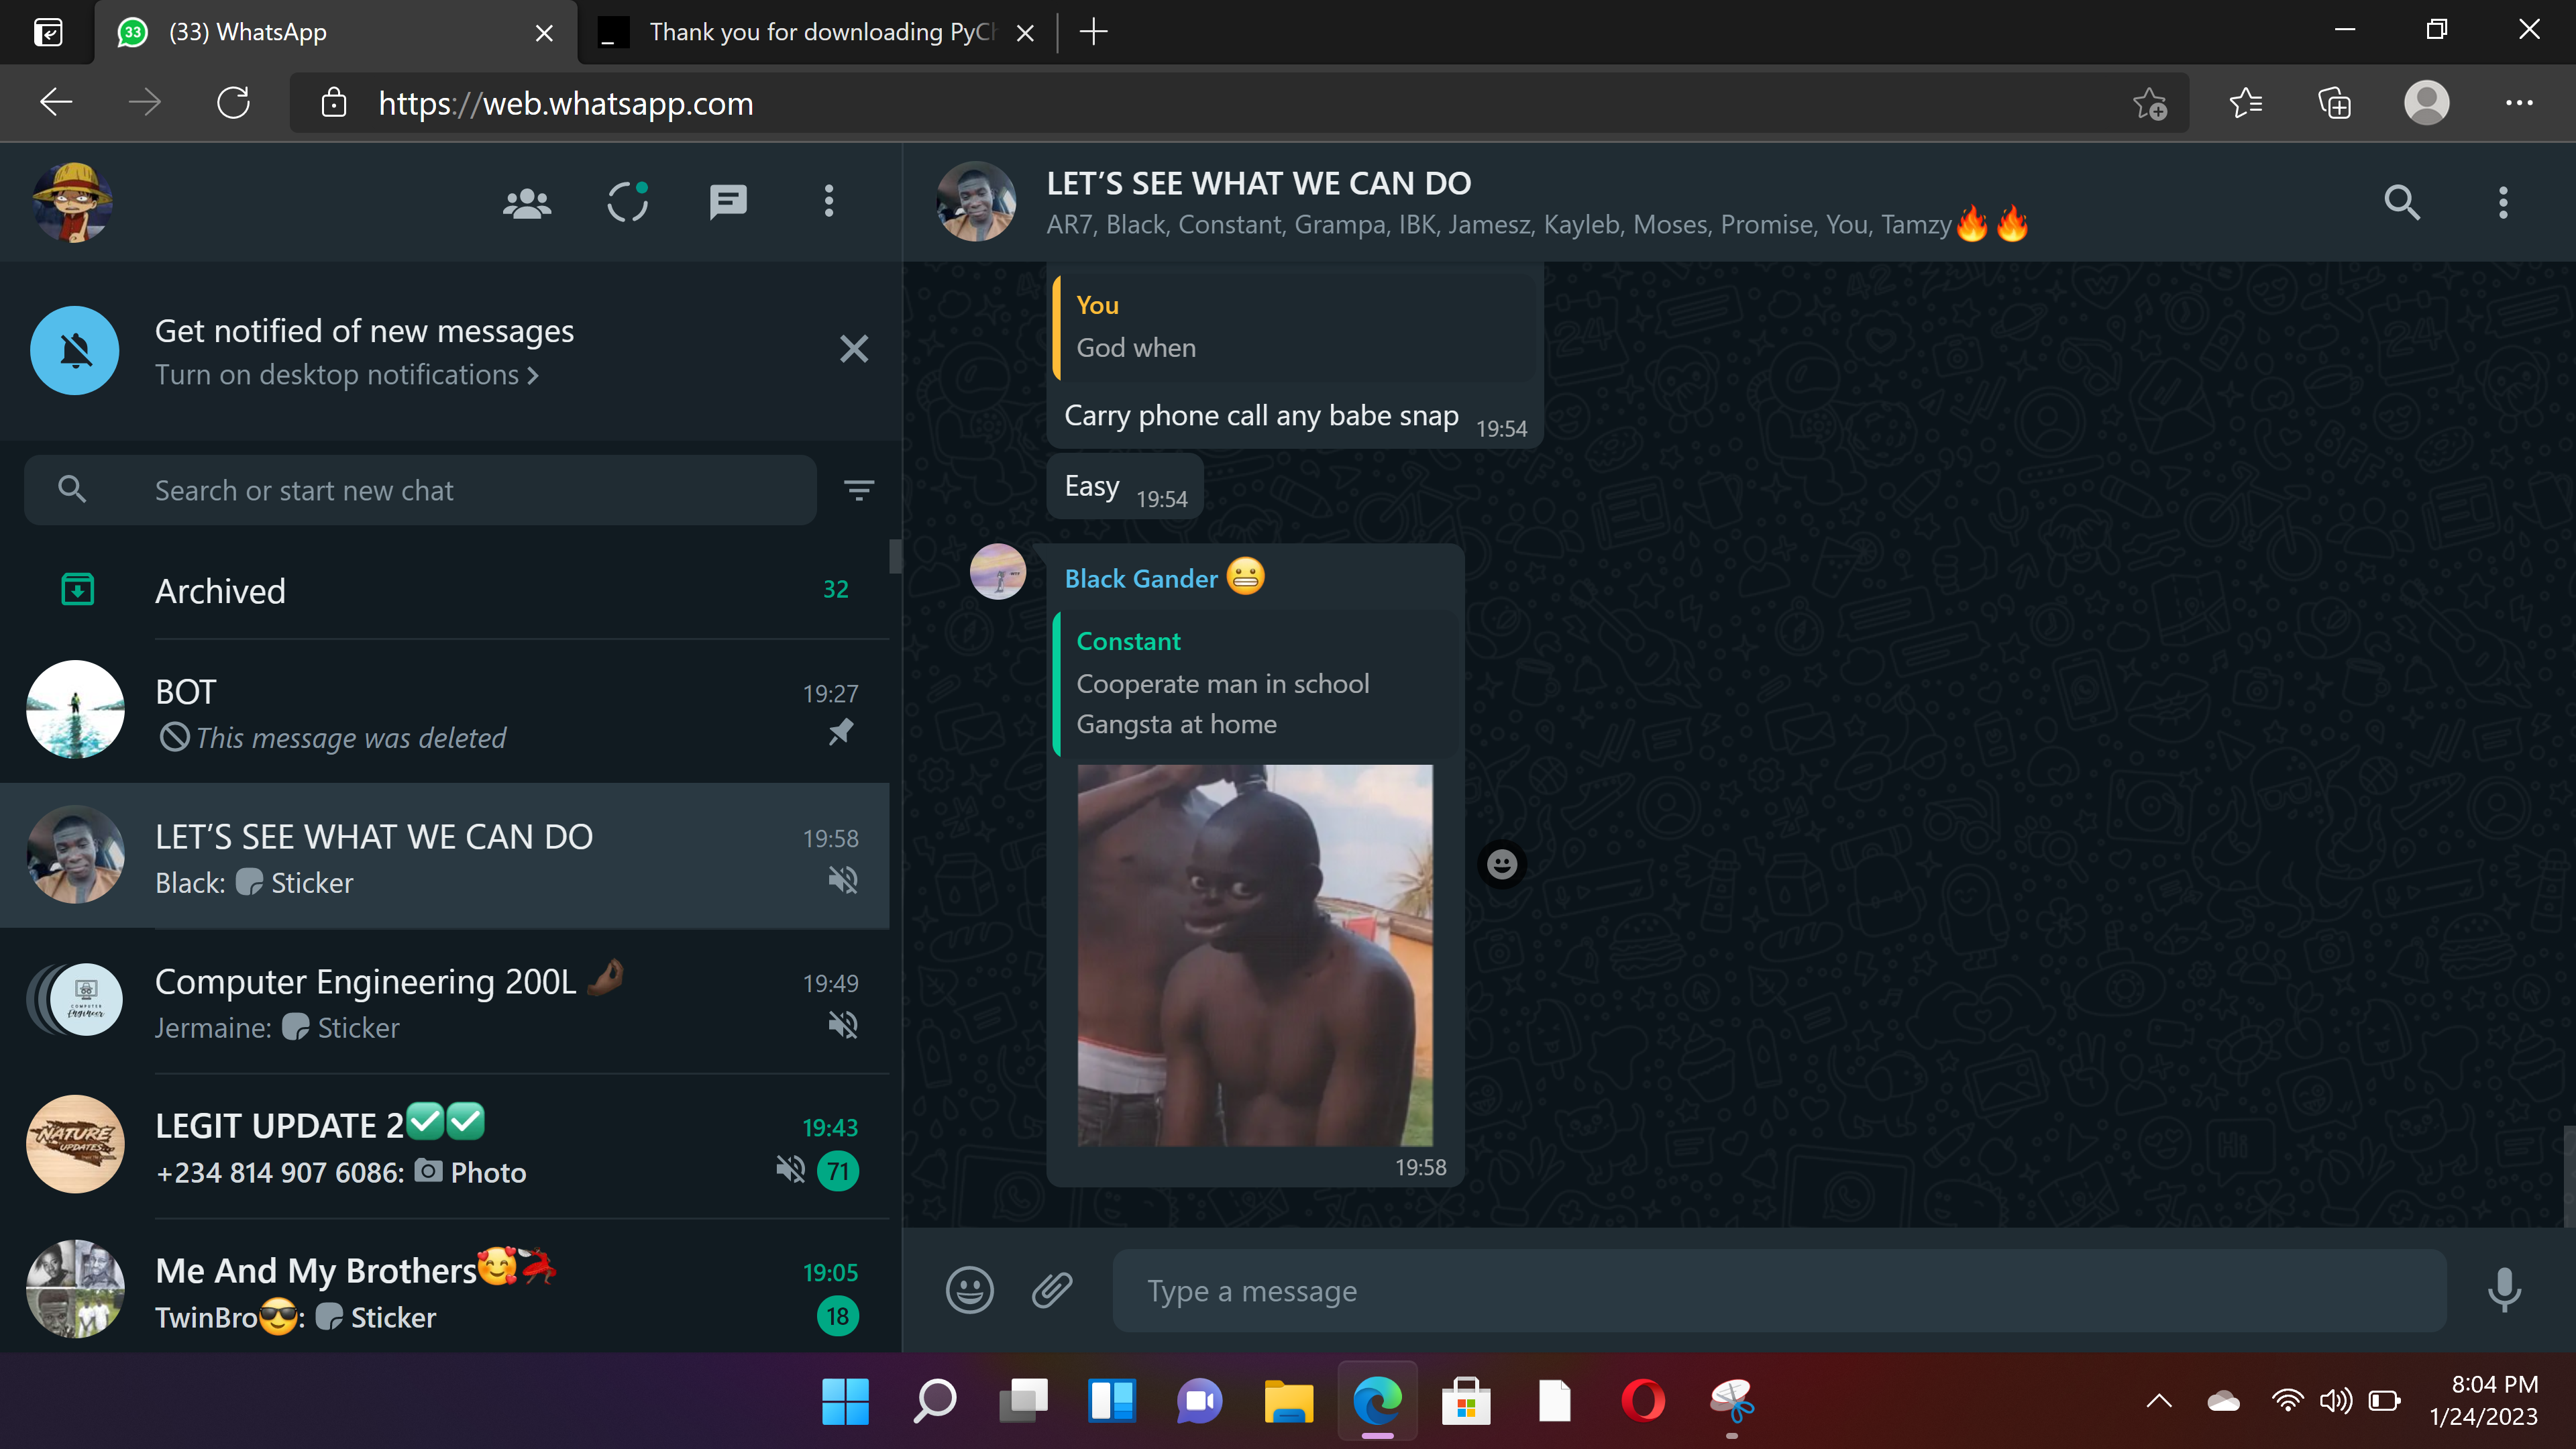 33
(33) WhatsApp
Thank you for downloading PyCh
https://web.whatsapp.com
LET’S SEE WHAT WE CAN DO
AR7, Black, Constant, Grampa, IBK, Jamesz, Kayleb, Moses, Promise, You, Tamzy🔥🔥
Get notified of new messages
Turn on desktop notifications >
Search or start new chat
Archived
32
BOT
19:27
This message was deleted
LET’S SEE WHAT WE CAN DO
19:58
Black: Sticker
COMPUTER
Engineer
Computer Engineering 200L 🤌🏿
19:49
Jermaine: Sticker
NATURE
UPDATES
LEGIT UPDATE 2✅✅
19:43
+234 814 907 6086: Photo
71
Me And My Brothers🥰💃
19:05
TwinBro😎: Sticker
18
You
God when
Carry phone call any babe snap
19:54
Easy
19:54
Black Gander 😬
Constant
Cooperate man in school
Gangsta at home
19:58
Type a message
8:04 PM
1/24/2023